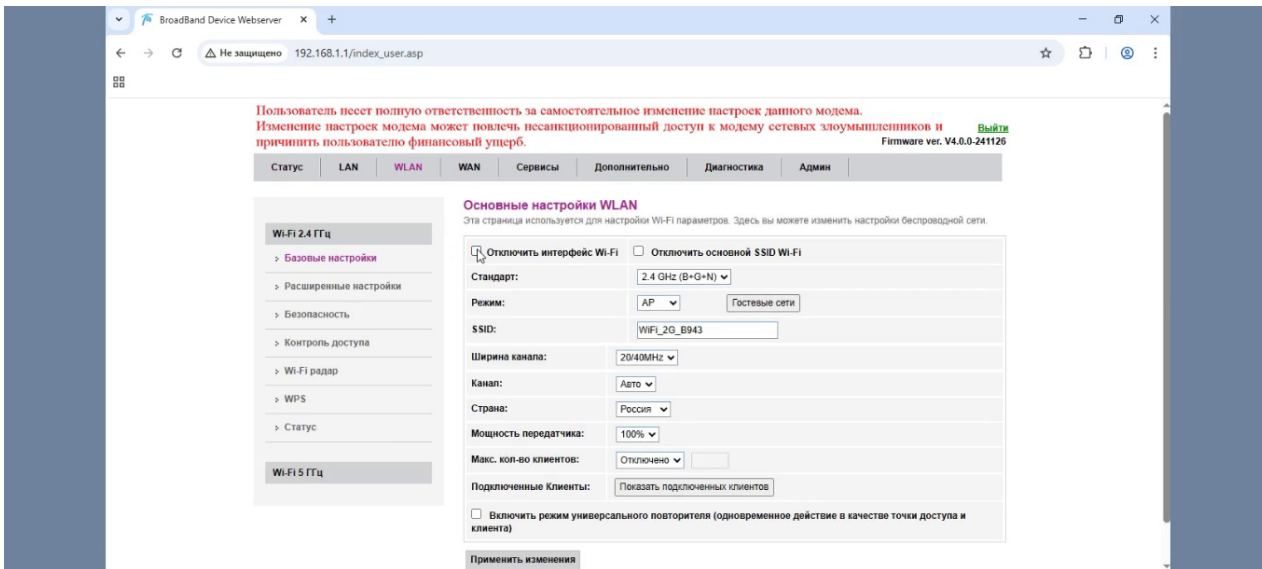 BroadBand Device Webserver
Не защищено 192.168.1.1/index_user.asp
Пользователь несет полную ответственность за самостоятельное изменение настроек данного модема.
Изменение настроек модема может повлечь несанкционированный доступ к модему сетевых злоумышленников и
причинить пользователю финансовый ущерб.
Выйти
Firmware ver. V4.0.0-241126
Статус LAN WLAN WAN Сервисы Дополнительно Диагностика Админ
Wi-Fi 2.4 ГГц
Базовые настройки
Расширенные настройки
Безопасность
Контроль доступа
Wi-Fi радар
WPS
Статус
Wi-Fi 5 ГГц
Основные настройки WLAN
Эта страница используется для настройки Wi-Fi параметров. Здесь вы можете изменить настройки беспроводной сети.
Отключить интерфейс Wi-Fi Отключить основной SSID Wi-Fi
Стандарт: 2.4 GHz (B+G+N)
Режим: AP Гостевые сети
SSID: WiFi_2G_B943
Ширина канала: 20/40MHz
Канал: Авто
Страна: Россия
Мощность передатчика: 100%
Макс. кол-во клиентов: Отключено
Подключенные Клиенты: Показать подключенных клиентов
Включить режим универсального повторителя (одновременное действие в качестве точки доступа и
клиента)
Применить изменения